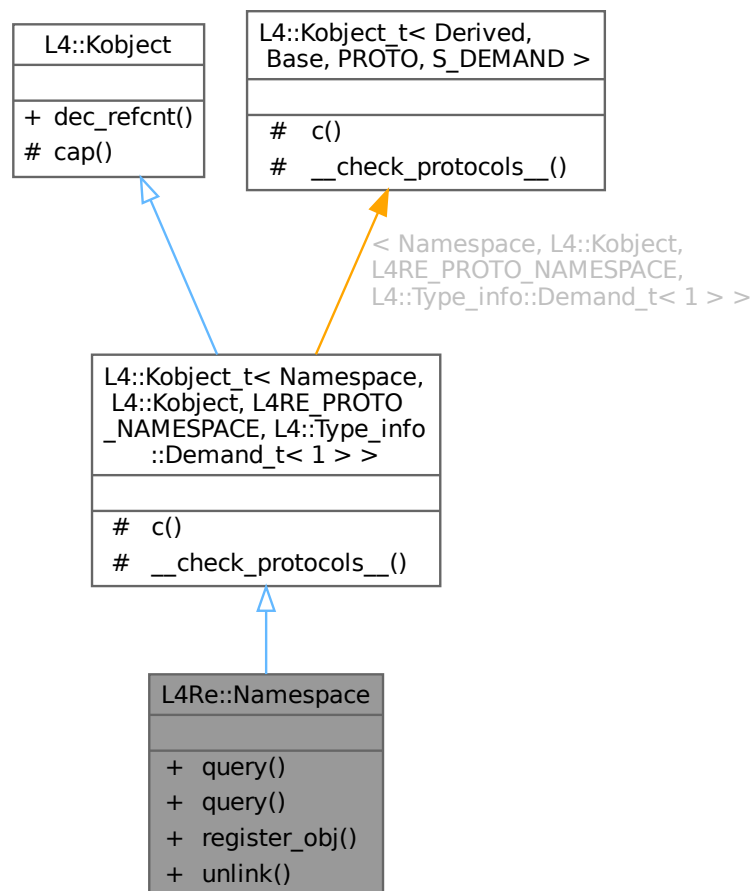 L4::Kobject
+ dec_refcnt()
# cap()
L4::Kobject_t< Derived,
Base, PROTO, S_DEMAND >
# c()
# __check_protocols__()
< Namespace, L4::Kobject,
L4RE_PROTO_NAMESPACE,
L4::Type_info::Demand_t< 1 > >
L4::Kobject_t< Namespace,
L4::Kobject, L4RE_PROTO
_NAMESPACE, L4::Type_info
::Demand_t< 1 > >
# c()
# __check_protocols__()
L4Re::Namespace
+ query()
+ query()
+ register_obj()
+ unlink()